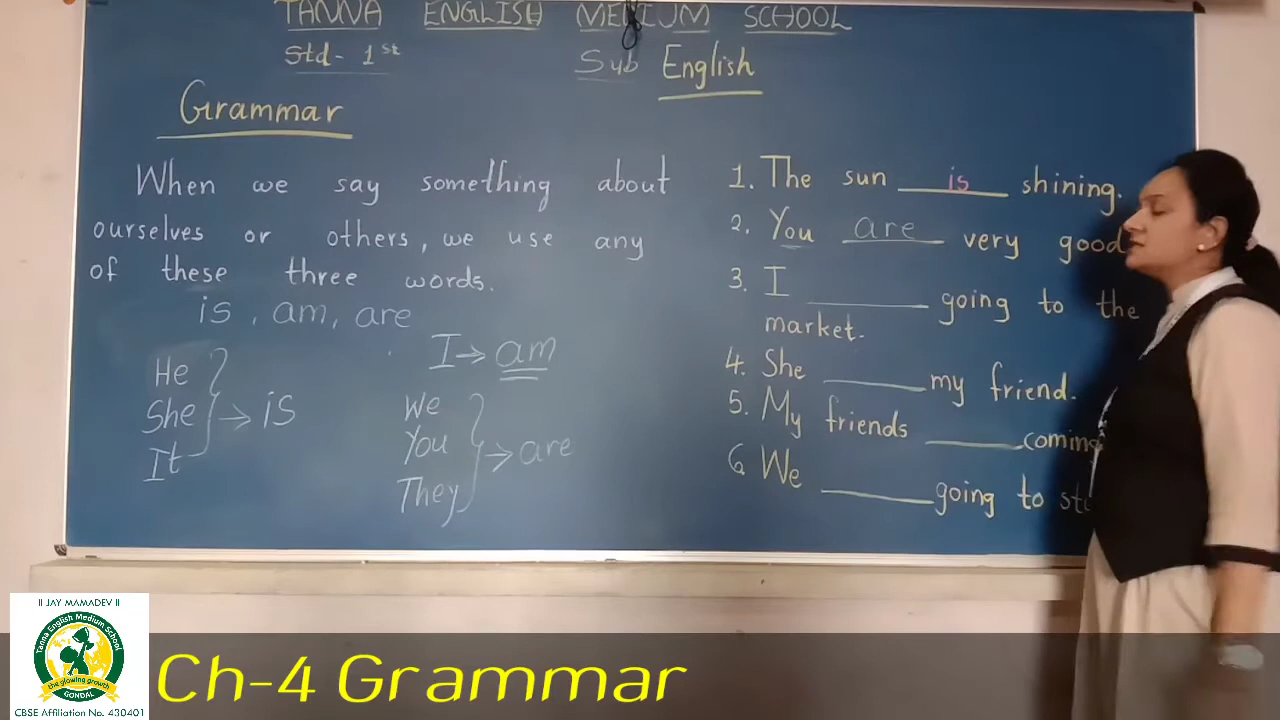 TANNA ENGLISH MEDIUM SCHOOL
Std- 1st Sub English
Grammar
When we say something about
ourselves or others, we use any
of these three words.
is, am, are
He
She → is
It
I → am
We
You → are
They
1. The sun is shining.
2. You are very good
3. I ______ going to the
market.
4. She ______ my friend.
5. My friends ______ coming
6. We ______ going to
|| JAY MAMADEV ||
Tanna English Medium School
the glowing growth
GONDAL
CBSE Affiliation No. 430401
Ch-4 Grammar